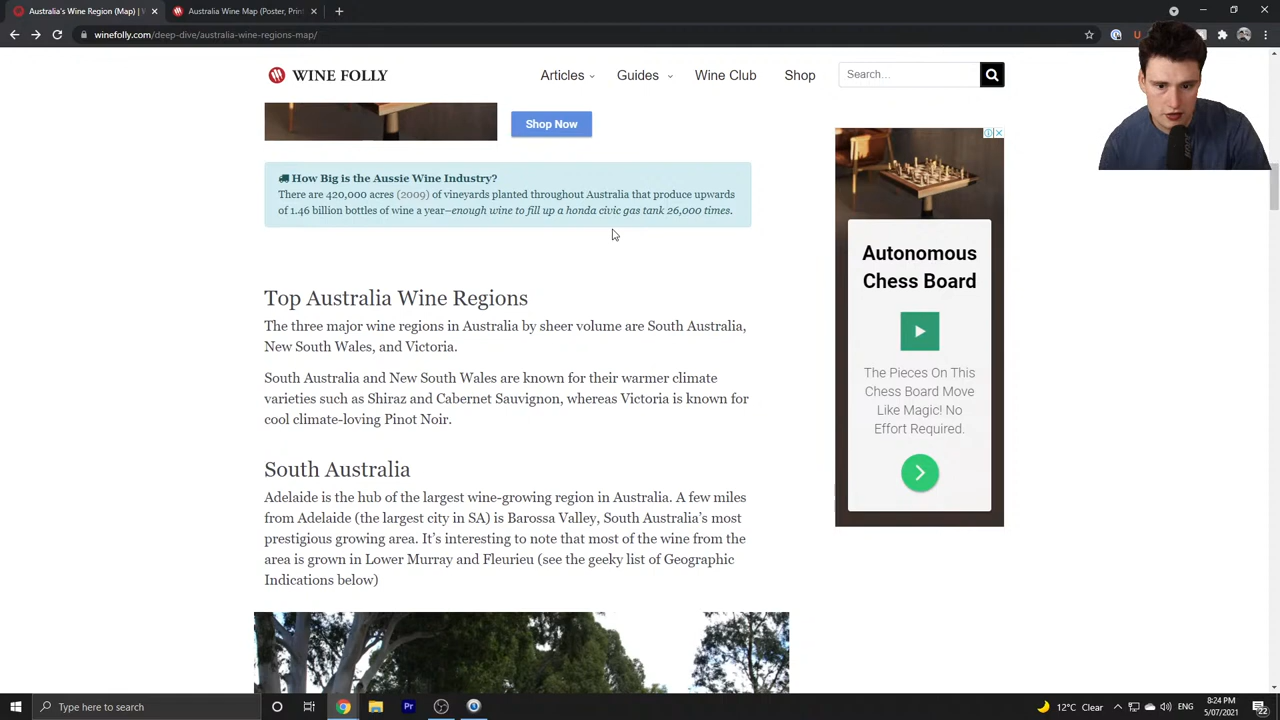 Australia's Wine Region (Map) | W
Australia Wine Map (Poster, Print
winefolly.com/deep-dive/australia-wine-regions-map/
WINE FOLLY
Articles
Guides
Wine Club
Shop
Search...
Shop Now
How Big is the Aussie Wine Industry?
There are 420,000 acres (2009) of vineyards planted throughout Australia that produce upwards
of 1.46 billion bottles of wine a year–enough wine to fill up a honda civic gas tank 26,000 times.
Top Australia Wine Regions
The three major wine regions in Australia by sheer volume are South Australia,
New South Wales, and Victoria.
South Australia and New South Wales are known for their warmer climate
varieties such as Shiraz and Cabernet Sauvignon, whereas Victoria is known for
cool climate-loving Pinot Noir.
South Australia
Adelaide is the hub of the largest wine-growing region in Australia. A few miles
from Adelaide (the largest city in SA) is Barossa Valley, South Australia's most
prestigious growing area. It's interesting to note that most of the wine from the
area is grown in Lower Murray and Fleurieu (see the geeky list of Geographic
Indications below)
Autonomous
Chess Board
The Pieces On This
Chess Board Move
Like Magic! No
Effort Required.
Type here to search
Pr
12°C Clear
8:24 PM
5/07/2021
22